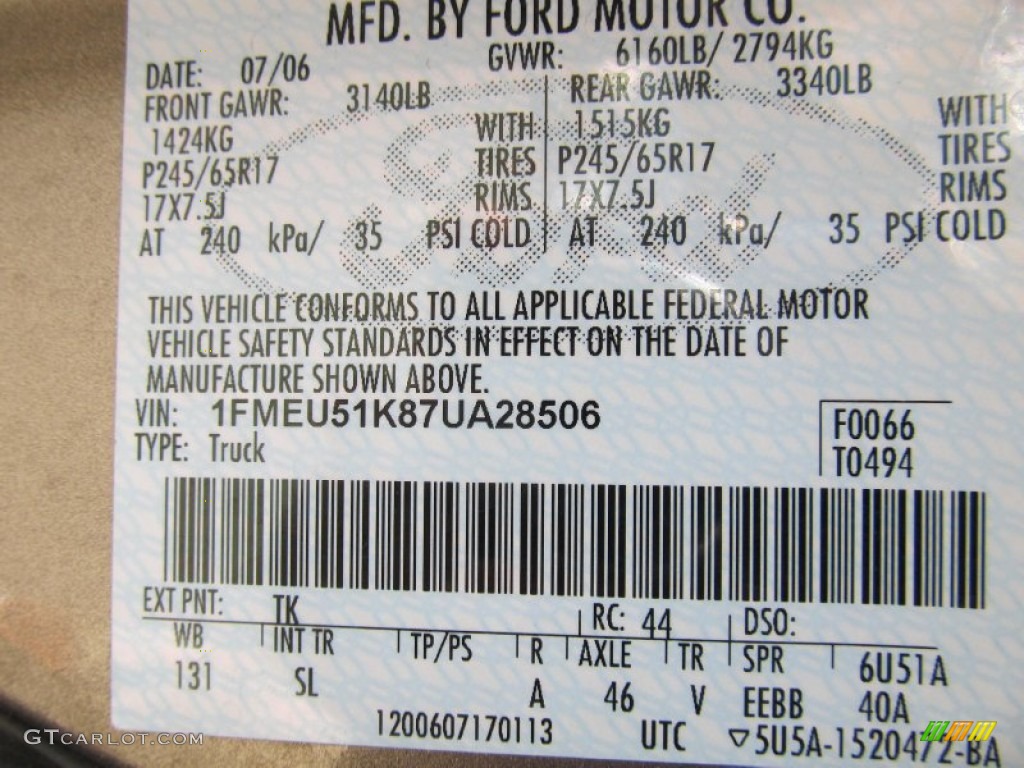 MFD. BY FORD MOTOR CO.
DATE: 07/06 GVWR: 6160LB/ 2794KG
FRONT GAWR: 3140LB REAR GAWR: 3340LB
1424KG WITH 1515KG WITH
P245/65R17 TIRES P245/65R17 TIRES
17X7.5J RIMS 17X7.5J RIMS
AT 240 kPa/ 35 PSI COLD AT 240 kPa/ 35 PSI COLD
THIS VEHICLE CONFORMS TO ALL APPLICABLE FEDERAL MOTOR
VEHICLE SAFETY STANDARDS IN EFFECT ON THE DATE OF
MANUFACTURE SHOWN ABOVE.
VIN: 1FMEU51K87UA28506 F0066
TYPE: Truck T0494
EXT PNT: TK RC: 44 DSO:
WB INT TR TP/PS R AXLE TR SPR 6U51A
131 SL A 46 V EEBB 40A
1200607170113 UTC ▽5U5A-1520472-BA
GTCARLOT.COM